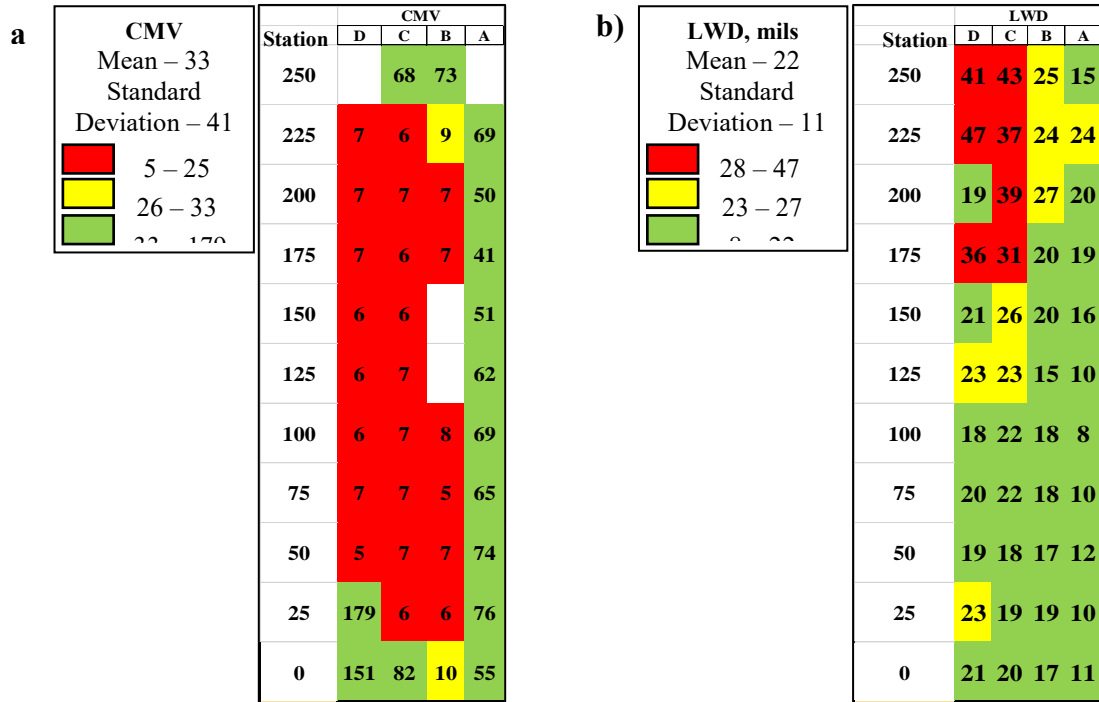 a
CMV
Mean – 33
Standard
Deviation – 41
5 – 25
26 – 33
CMV
Station D C B A
250 68 73
225 7 6 9 69
200 7 7 7 50
175 7 6 7 41
150 6 6 51
125 6 7 62
100 6 7 8 69
75 7 7 5 65
50 5 7 7 74
25 179 6 6 76
0 151 82 10 55
b)
LWD, mils
Mean – 22
Standard
Deviation – 11
28 – 47
23 – 27
LWD
Station D C B A
250 41 43 25 15
225 47 37 24 24
200 19 39 27 20
175 36 31 20 19
150 21 26 20 16
125 23 23 15 10
100 18 22 18 8
75 20 22 18 10
50 19 18 17 12
25 23 19 19 10
0 21 20 17 11